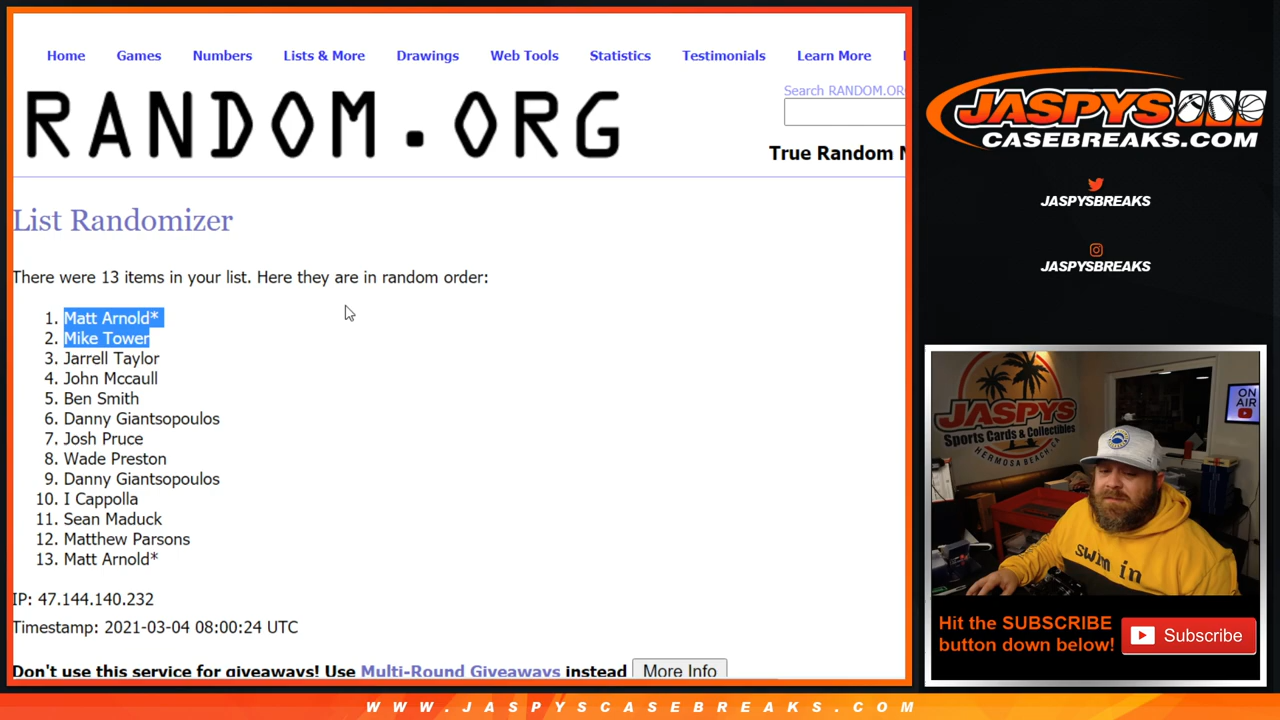 Home Games Numbers Lists & More Drawings Web Tools Statistics Testimonials Learn More
Search RANDOM.OR
RANDOM.ORG
True Random
List Randomizer
There were 13 items in your list. Here they are in random order:
1. Matt Arnold*
2. Mike Tower
3. Jarrell Taylor
4. John Mccaull
5. Ben Smith
6. Danny Giantsopoulos
7. Josh Pruce
8. Wade Preston
9. Danny Giantsopoulos
10. I Cappolla
11. Sean Maduck
12. Matthew Parsons
13. Matt Arnold*
IP: 47.144.140.232
Timestamp: 2021-03-04 08:00:24 UTC
Don't use this service for giveaways! Use Multi-Round Giveaways instead More Info
JASPYS
CASEBREAKS.COM
JASPYSBREAKS
JASPYSBREAKS
JASPYS
Sports Cards & Collectibles
HERMOSA BEACH, CA
ON
AIR
swim in
Hit the SUBSCRIBE
button down below!
Subscribe
WWW.JASPYSCASEBREAKS.COM